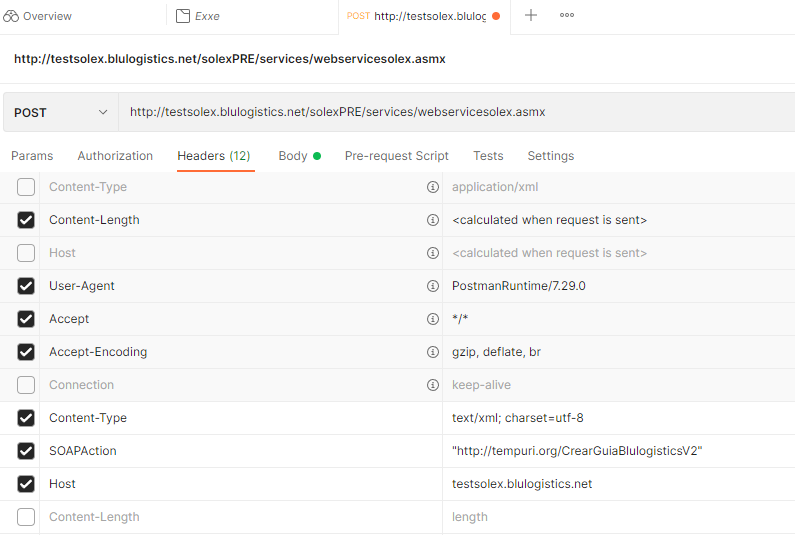 Overview
Exxe
POST http://testsolex.blulog
http://testsolex.blulogistics.net/solexPRE/services/webservicesolex.asmx
POST http://testsolex.blulogistics.net/solexPRE/services/webservicesolex.asmx
Params Authorization Headers (12) Body Pre-request Script Tests Settings
Content-Type application/xml
Content-Length <calculated when request is sent>
Host <calculated when request is sent>
User-Agent PostmanRuntime/7.29.0
Accept */*
Accept-Encoding gzip, deflate, br
Connection keep-alive
Content-Type text/xml; charset=utf-8
SOAPAction "http://tempuri.org/CrearGuiaBlulogisticsV2"
Host testsolex.blulogistics.net
Content-Length length